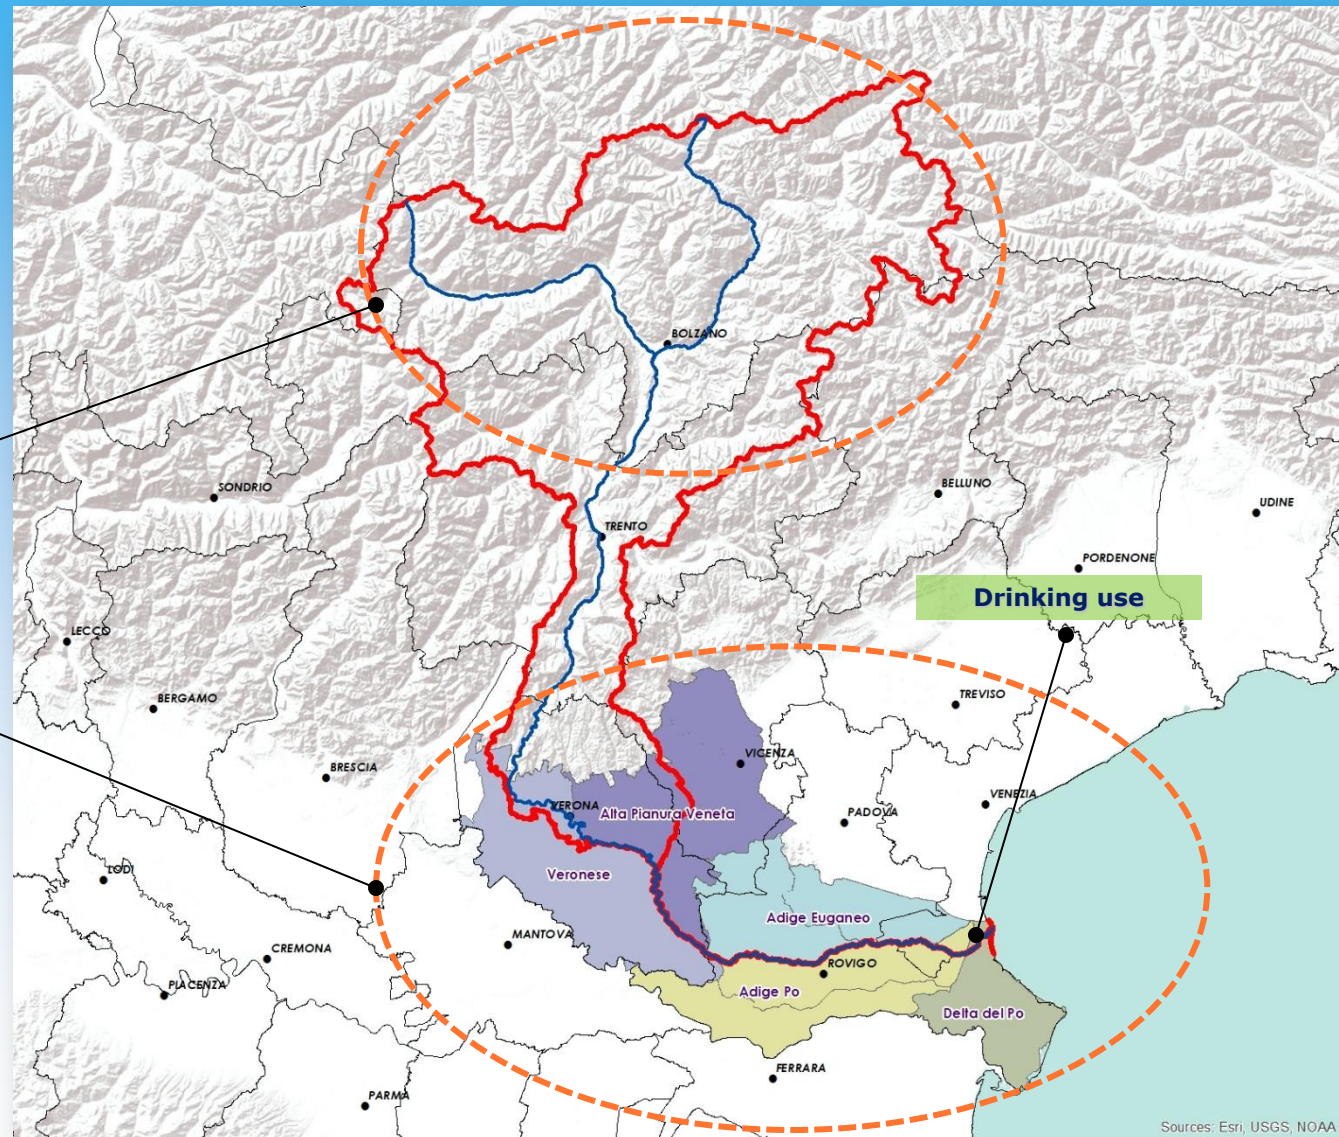 BOLZANO
SONDRIO
BELLUNO
UDINE
TRENTO
PORDENONE
Drinking use
LECCO
BERGAMO
TREVISO
VICENZA
BRESCIA
VENEZIA
VERONA
Alta Pianura Veneta
PADOVA
LODI
Veronese
Adige Euganeo
MANTOVA
CREMONA
ROVIGO
PIACENZA
Adige Po
Delta del Po
FERRARA
PARMA
Sources: Esri, USGS, NOAA